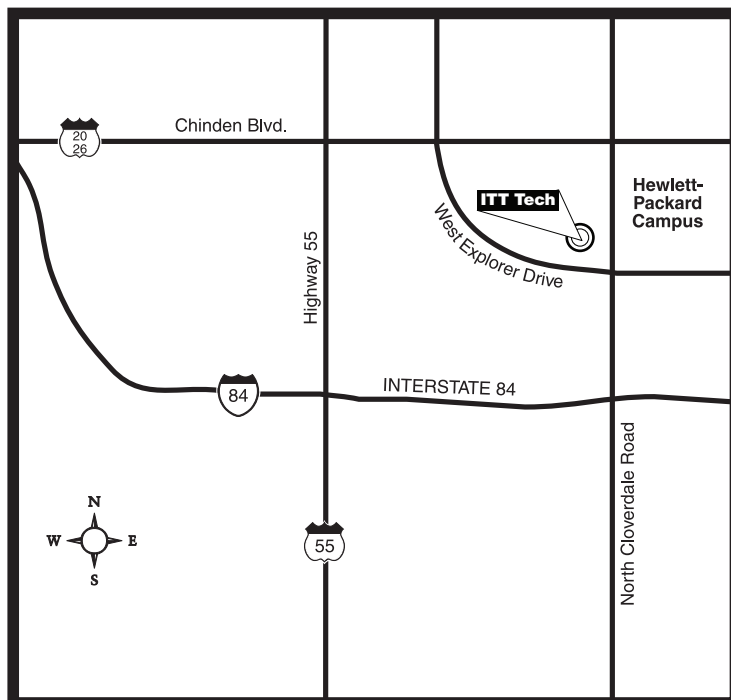 Chinden Blvd.
20
26
ITT Tech
Hewlett-
Packard
Campus
West Explorer Drive
Highway 55
INTERSTATE 84
84
North Cloverdale Road
N
W
E
S
55